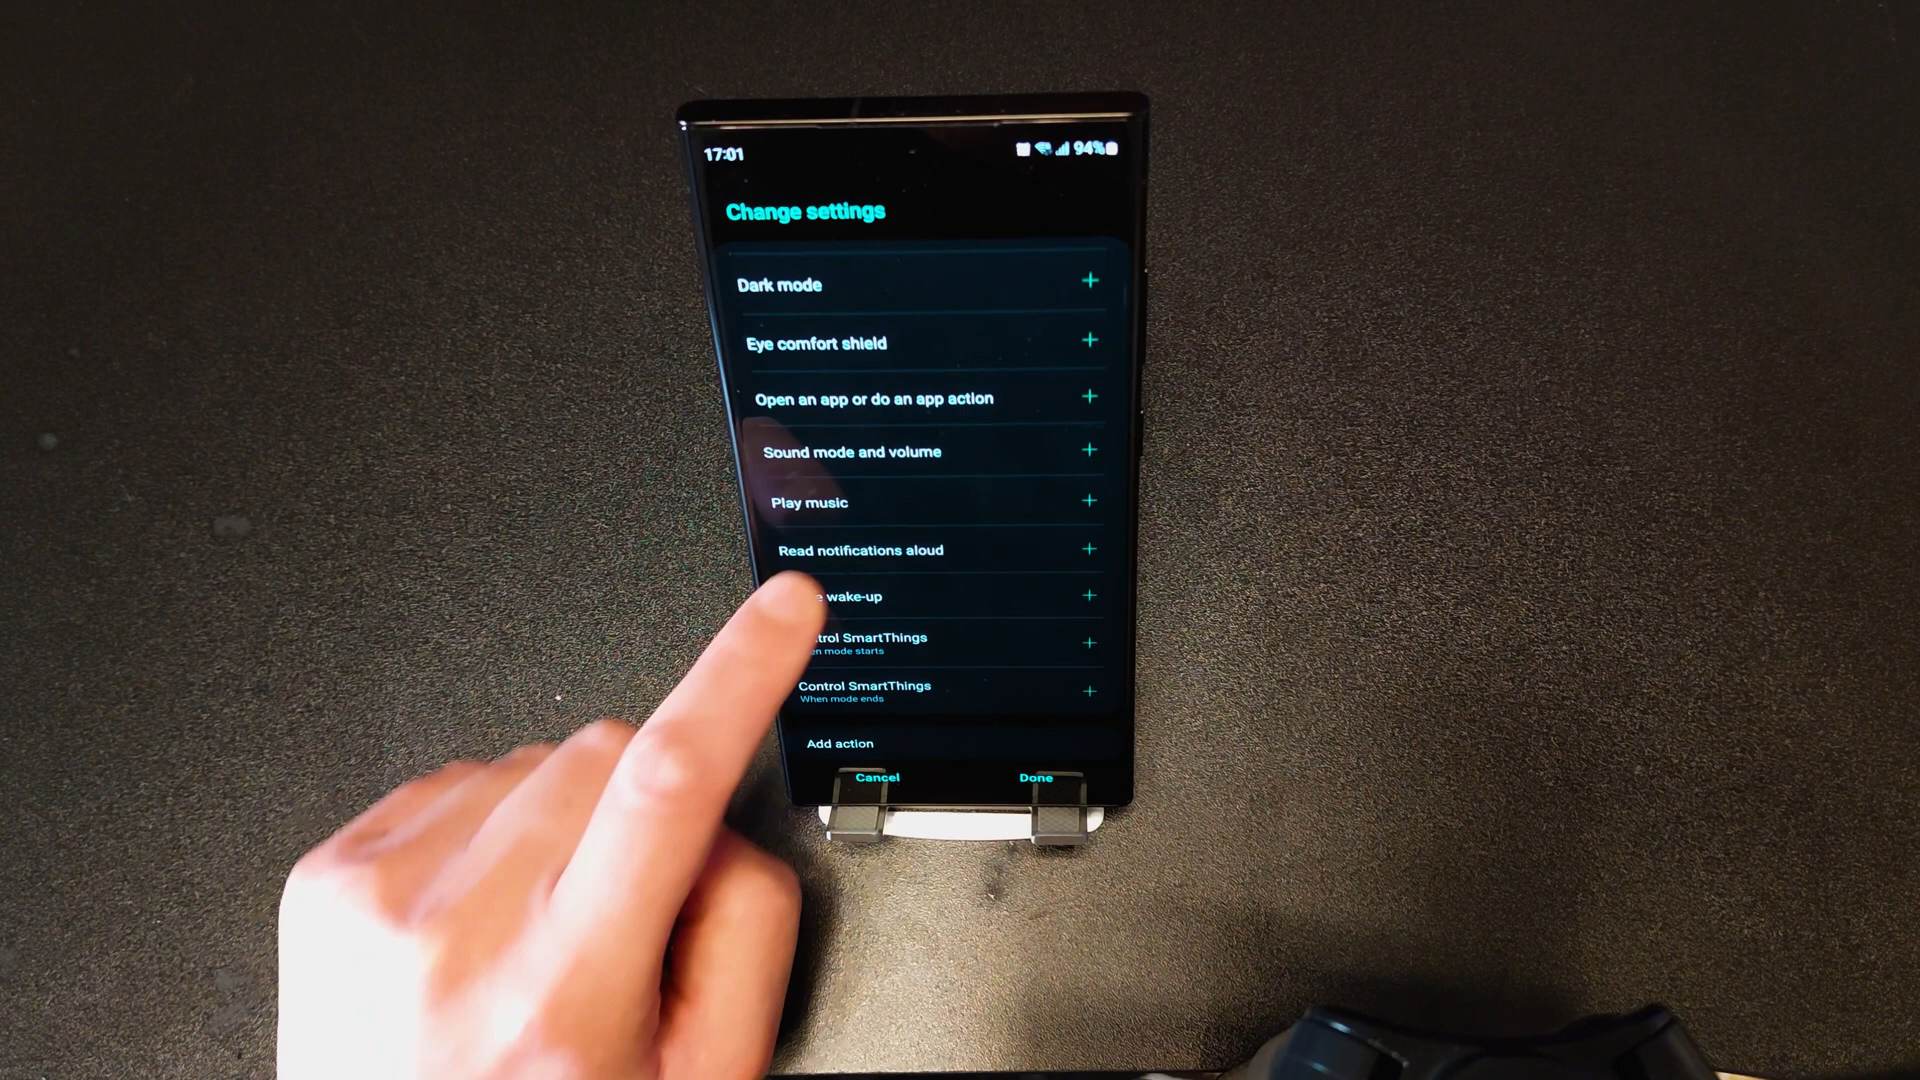 17:01
94%
Change settings
Dark mode
Eye comfort shield
Open an app or do an app action
Sound mode and volume
Play music
Read notifications aloud
wake-up
SmartThings
mode starts
Control SmartThings
When mode ends
Add action
Cancel
Done